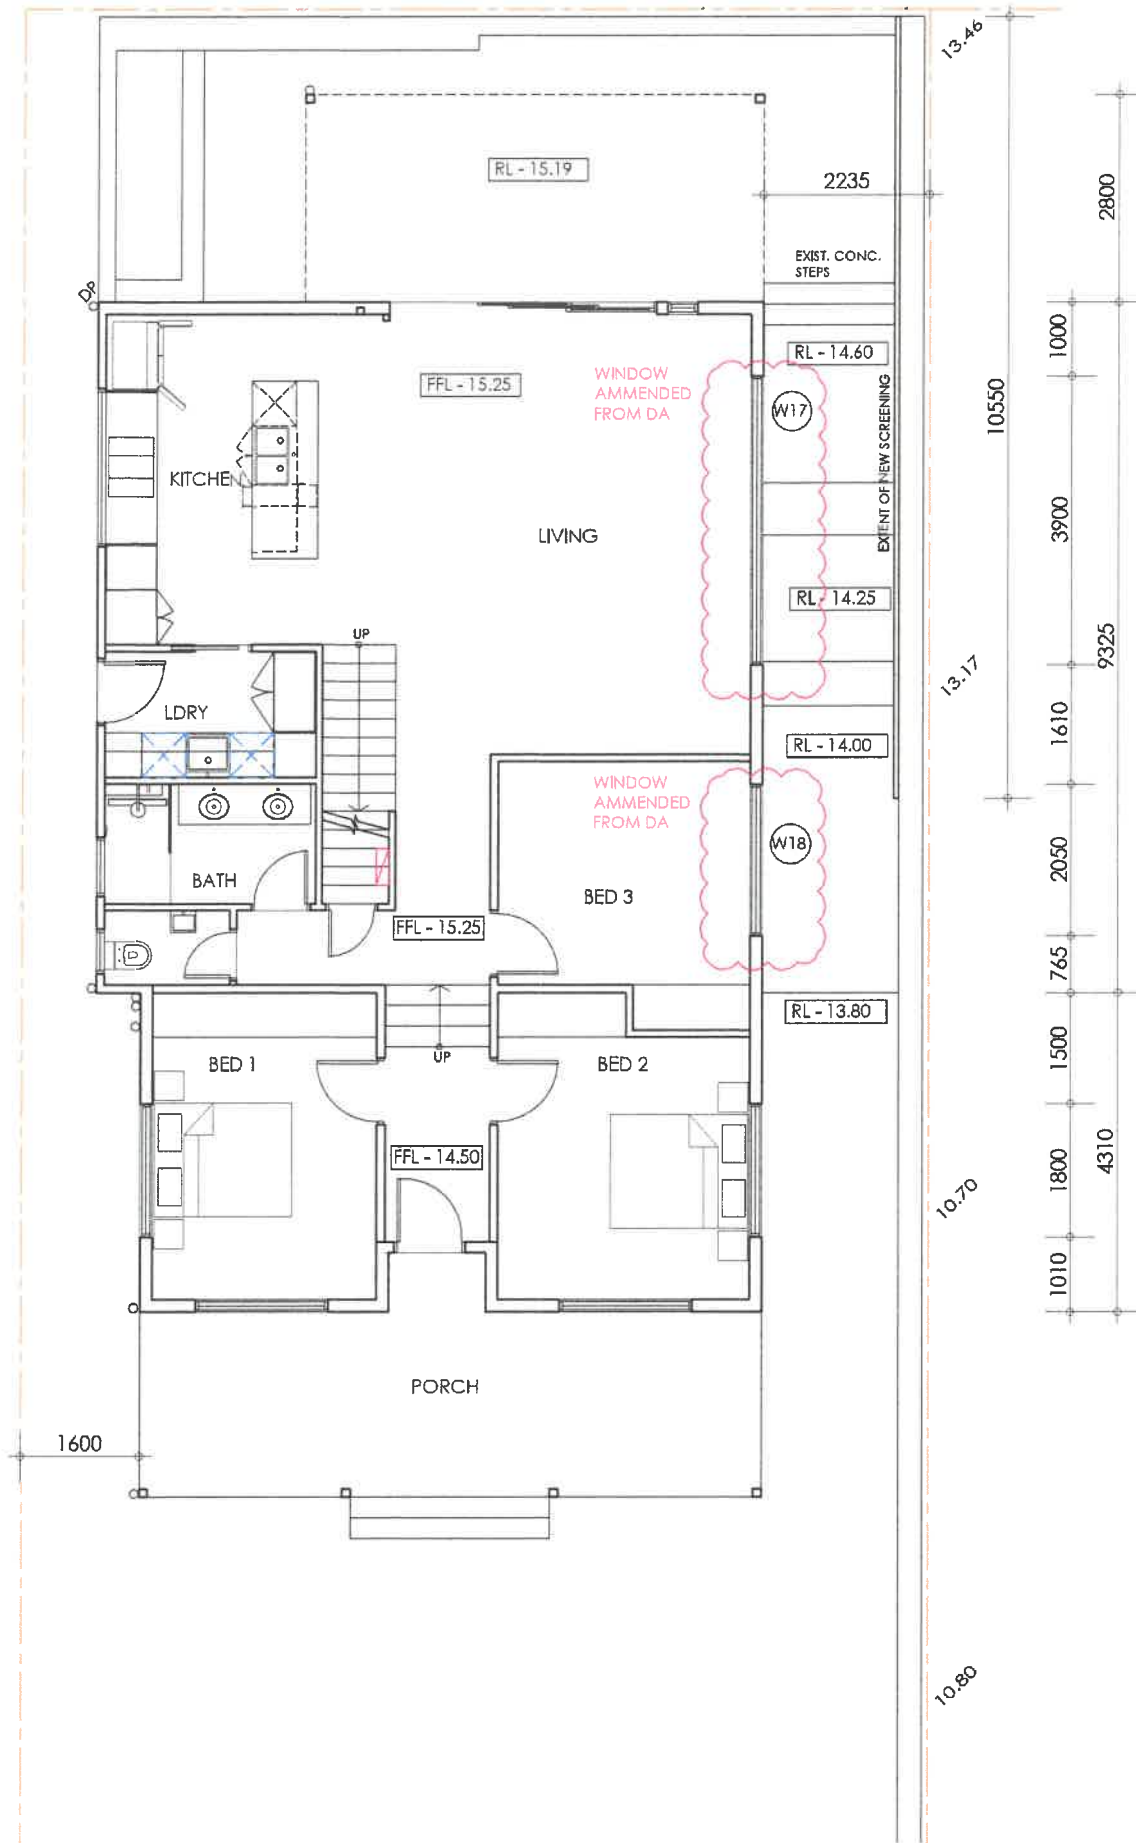 13.46
RL - 15.19
2235
2800
EXIST. CONC.
STEPS
DP
1000
RL - 14.60
FFL - 15.25
WINDOW
AMMENDED
FROM DA
W17
10550
EXTENT OF NEW SCREENING
KITCHEN
LIVING
3900
RL - 14.25
9325
UP
13.17
LDRY
1610
RL - 14.00
WINDOW
AMMENDED
FROM DA
W18
2050
BATH
BED 3
FFL - 15.25
765
RL - 13.80
1500
UP
BED 1
BED 2
FFL - 14.50
1800
4310
10.70
1010
PORCH
1600
10.80